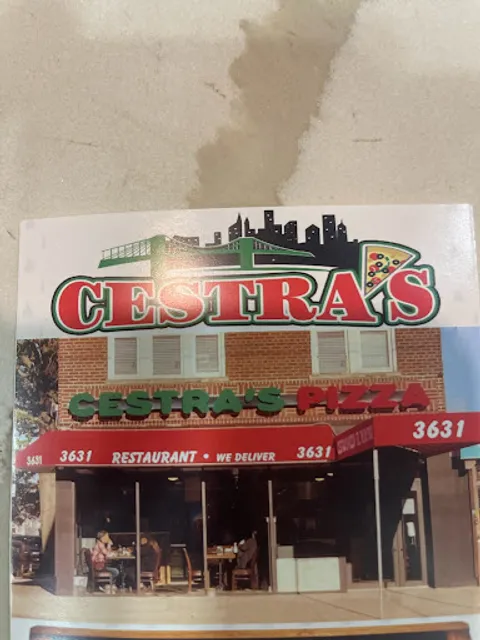 CESTRA'S
CESTRA'S PIZZA
3631 3631 RESTAURANT • WE DELIVER 3631 3631